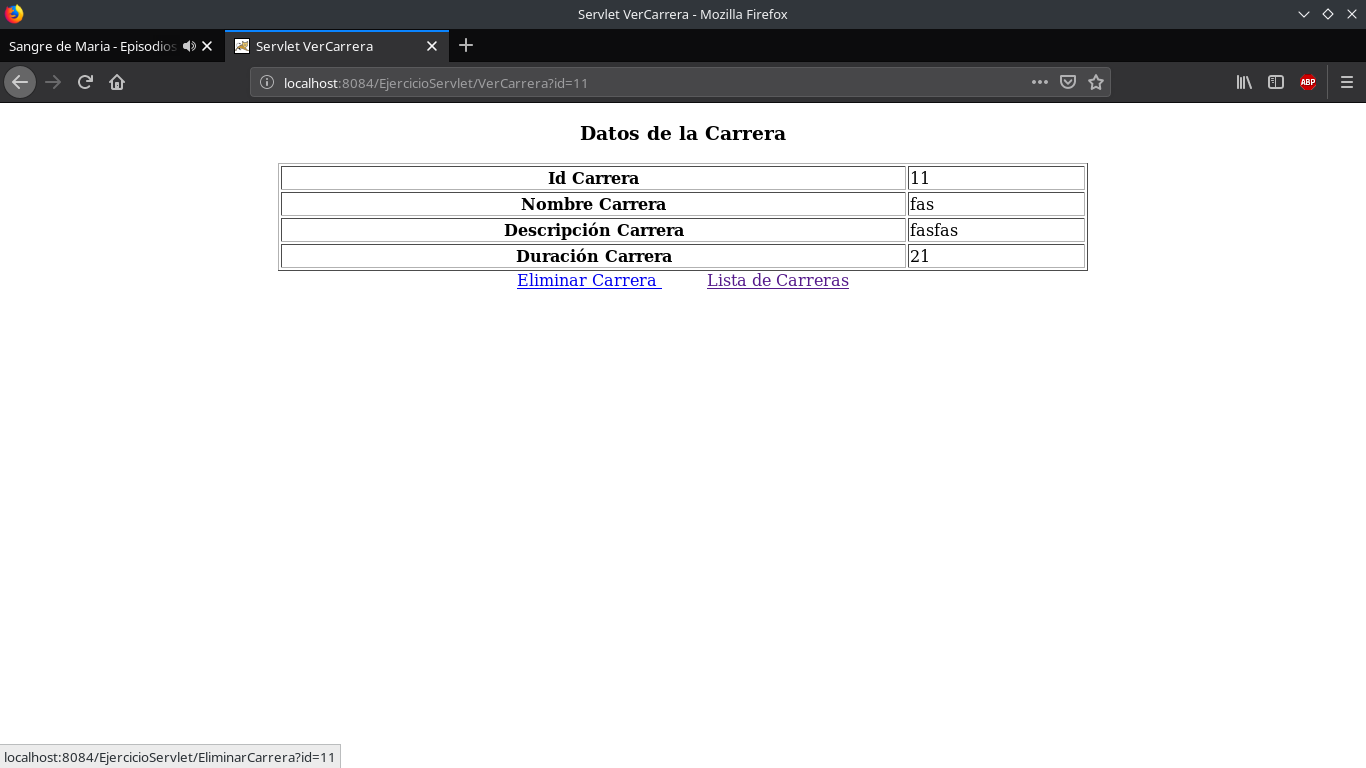 Servlet VerCarrera - Mozilla Firefox
Sangre de Maria - Episodios
Servlet VerCarrera
localhost:8084/EjercicioServlet/VerCarrera?id=11
ABP
Datos de la Carrera
Id Carrera 11
Nombre Carrera fas
Descripción Carrera fasfas
Duración Carrera 21
Eliminar Carrera Lista de Carreras
localhost:8084/EjercicioServlet/EliminarCarrera?id=11